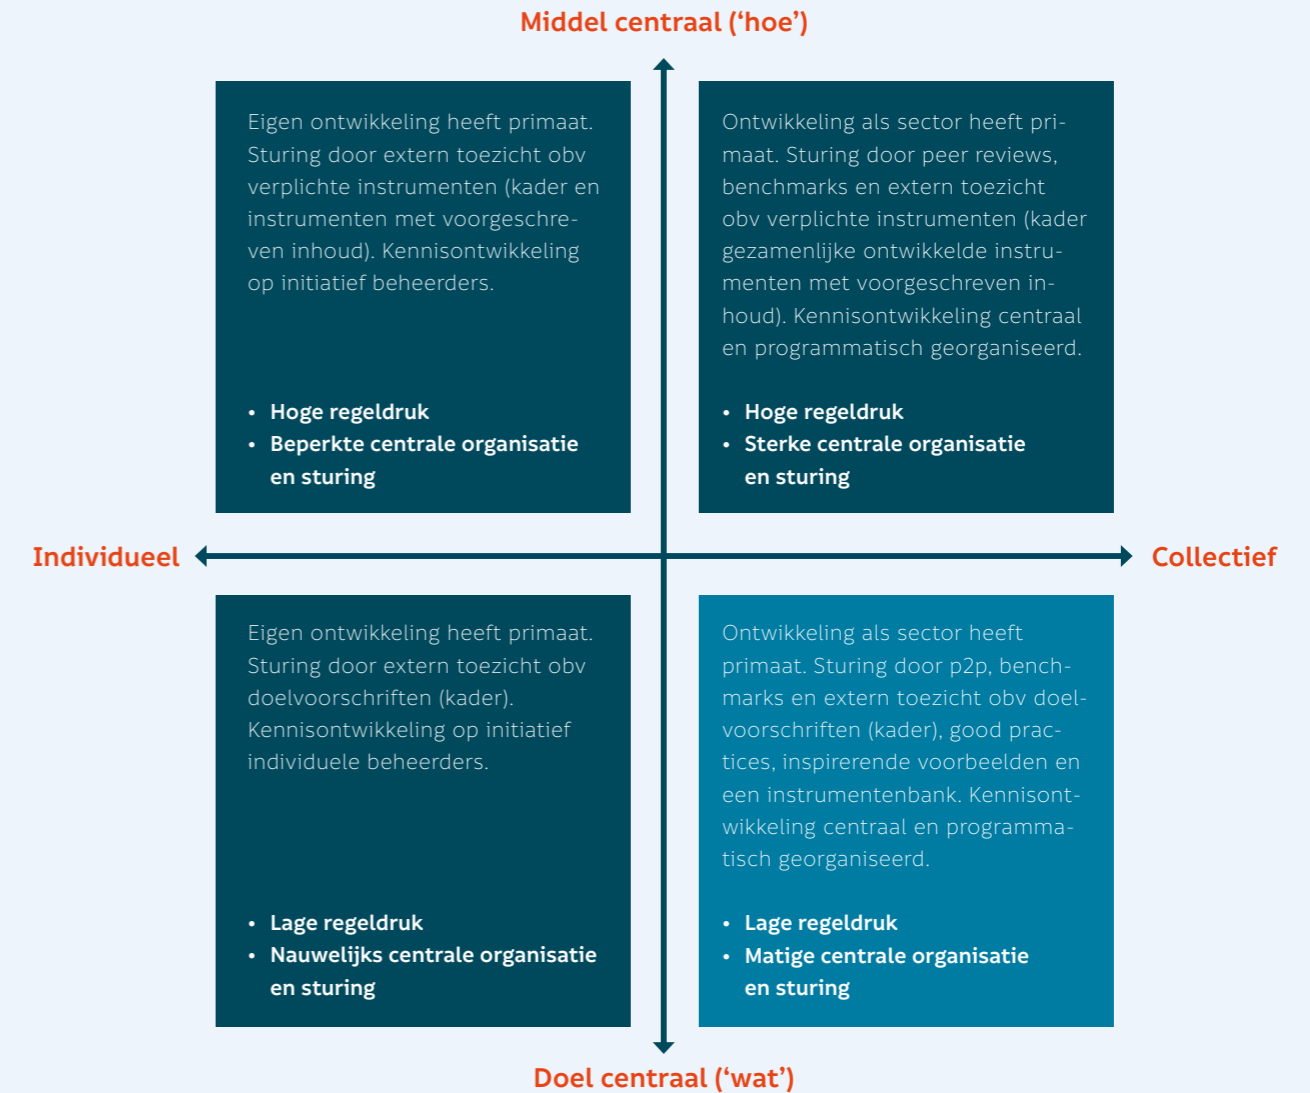 Middel centraal (‘hoe’)
Eigen ontwikkeling heeft primaat.
Sturing door extern toezicht obv
verplichte instrumenten (kader en
instrumenten met voorgeschre-
ven inhoud). Kennisontwikkeling
op initiatief beheerders.
• Hoge regeldruk
• Beperkte centrale organisatie
en sturing
Ontwikkeling als sector heeft pri-
maat. Sturing door peer reviews,
benchmarks en extern toezicht
obv verplichte instrumenten (kader
gezamenlijke ontwikkelde instru-
menten met voorgeschreven in-
houd). Kennisontwikkeling centraal
en programmatisch georganiseerd.
• Hoge regeldruk
• Sterke centrale organisatie
en sturing
Individueel
Collectief
Eigen ontwikkeling heeft primaat.
Sturing door extern toezicht obv
doelvoorschriften (kader).
Kennisontwikkeling op initiatief
individuele beheerders.
• Lage regeldruk
• Nauwelijks centrale organisatie
en sturing
Ontwikkeling als sector heeft
primaat. Sturing door p2p, bench-
marks en extern toezicht obv doel-
voorschriften (kader), good prac-
tices, inspirerende voorbeelden en
een instrumentenbank. Kennisont-
wikkeling centraal en programma-
tisch georganiseerd.
• Lage regeldruk
• Matige centrale organisatie
en sturing
Doel centraal (‘wat’)